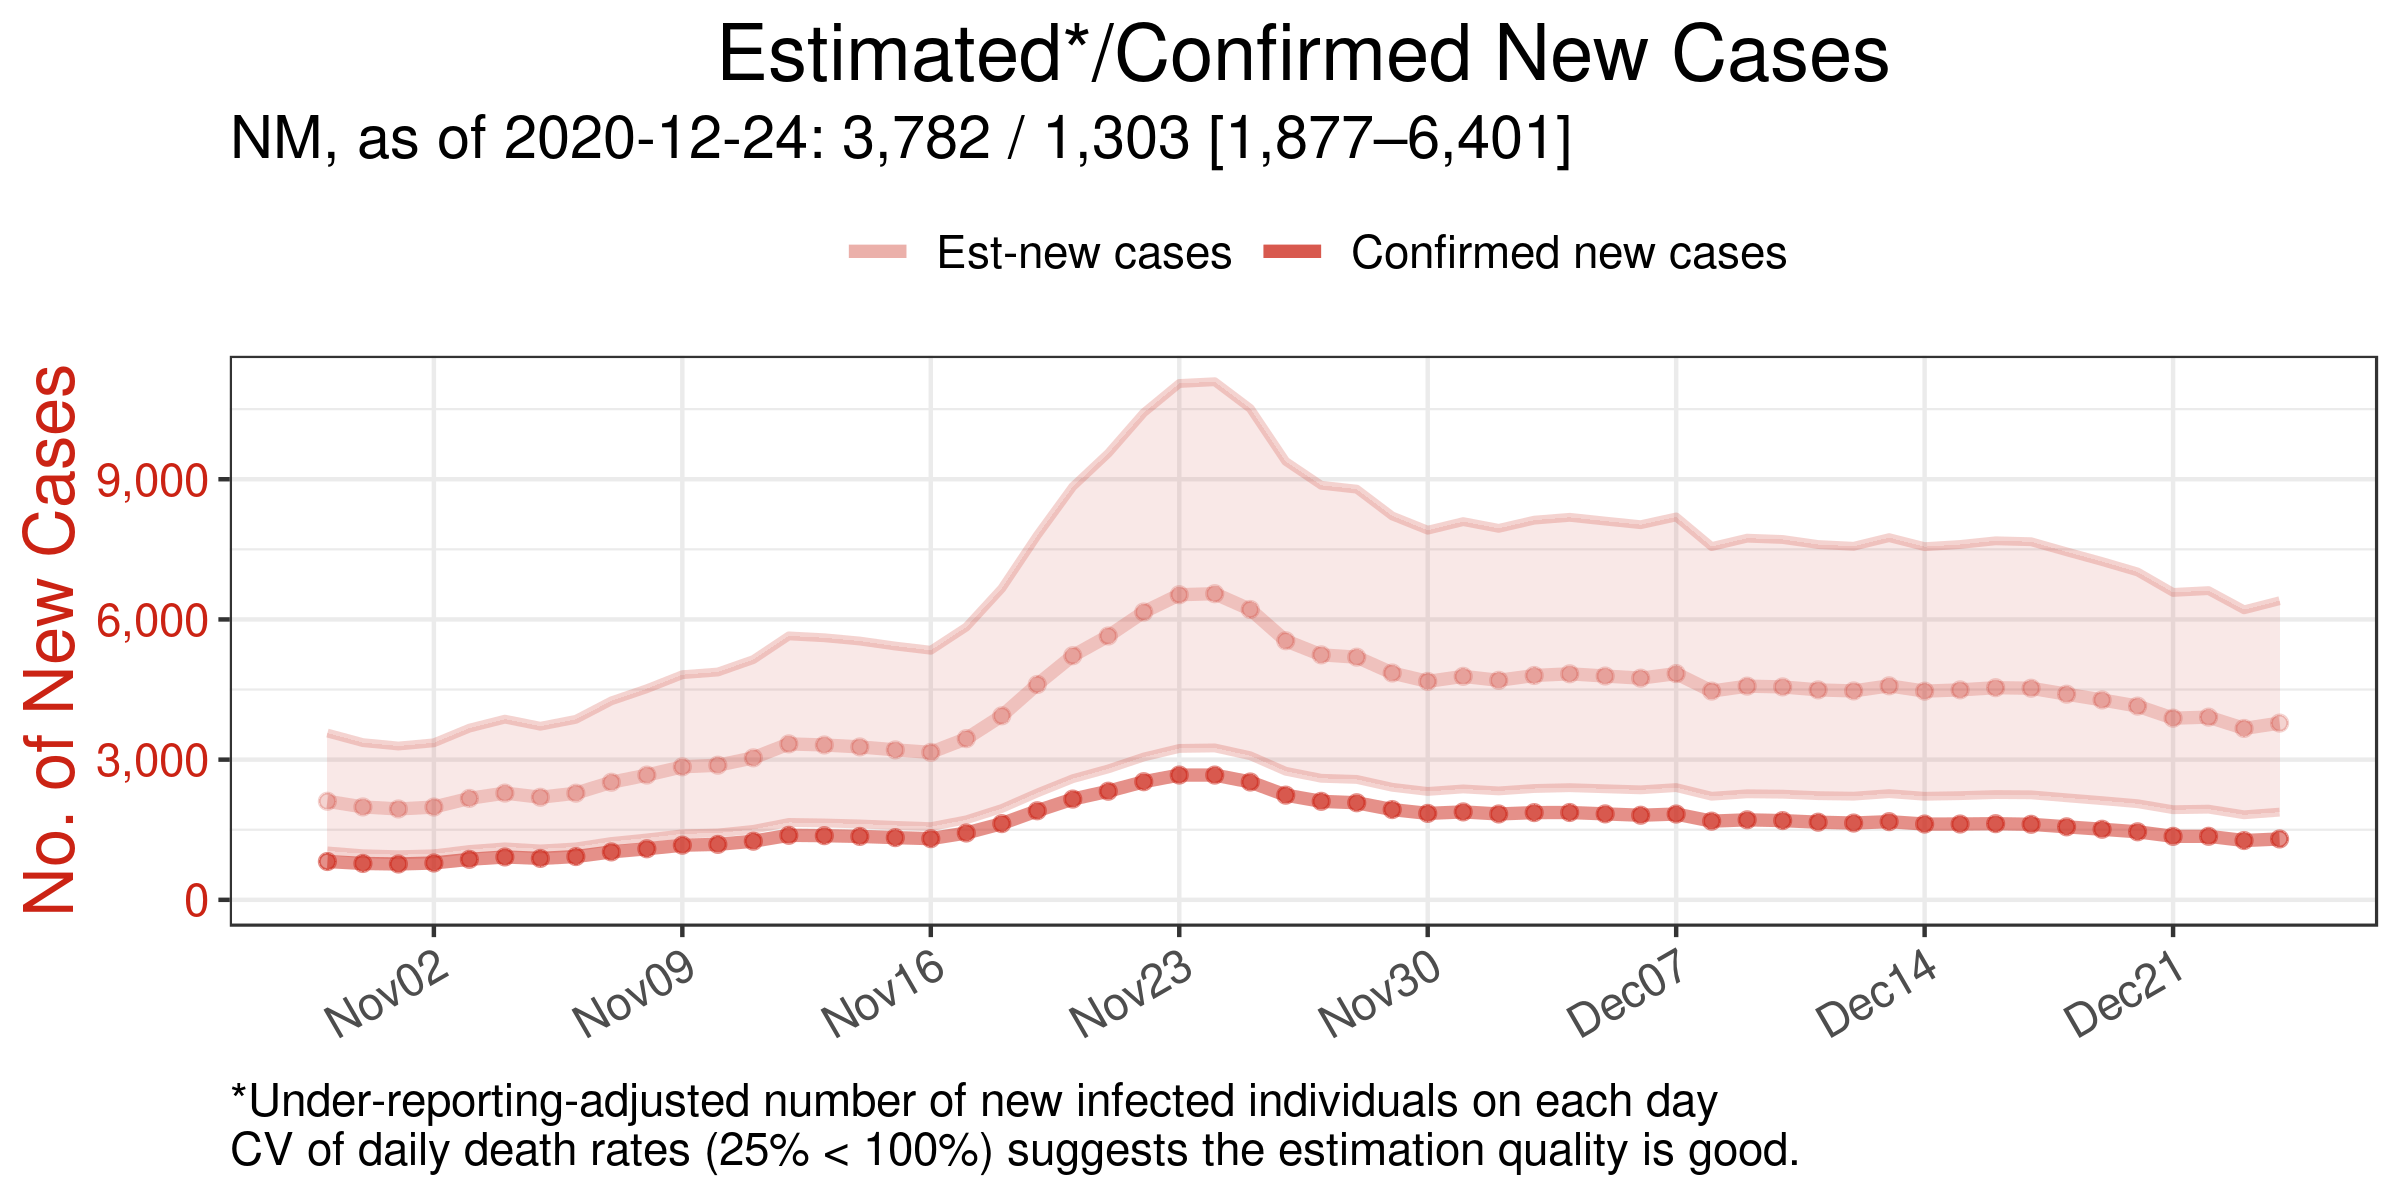 Estimated*/Confirmed New Cases
NM, as of 2020-12-24: 3,782 / 1,303 [1,877–6,401]
Est-new cases
Confirmed new cases
No. of New Cases
9,000
6,000
3,000
0
Nov02
Nov09
Nov16
Nov23
Nov30
Dec07
Dec14
Dec21
*Under-reporting-adjusted number of new infected individuals on each day
CV of daily death rates (25% < 100%) suggests the estimation quality is good.